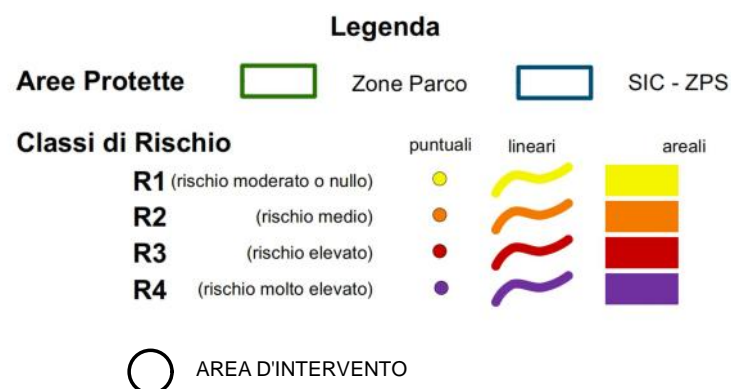 Legenda
Aree Protette Zone Parco SIC - ZPS
Classi di Rischio puntuali lineari areali
R1 (rischio moderato o nullo)
R2 (rischio medio)
R3 (rischio elevato)
R4 (rischio molto elevato)
AREA D'INTERVENTO